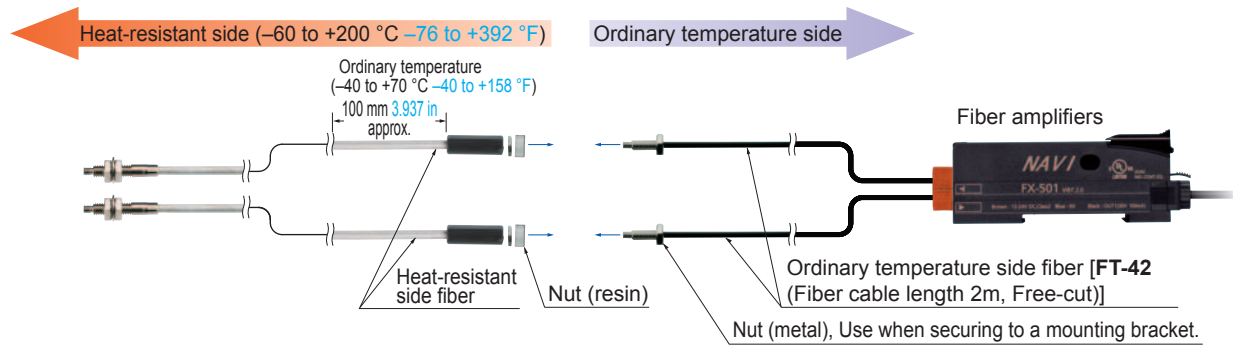 Heat-resistant side (–60 to +200 °C –76 to +392 °F)
Ordinary temperature side
Ordinary temperature
(–40 to +70 °C –40 to +158 °F)
100 mm 3.937 in
approx.
Fiber amplifiers
NAVI
FX-501
Heat-resistant
side fiber
Nut (resin)
Ordinary temperature side fiber [FT-42
(Fiber cable length 2m, Free-cut)]
Nut (metal), Use when securing to a mounting bracket.